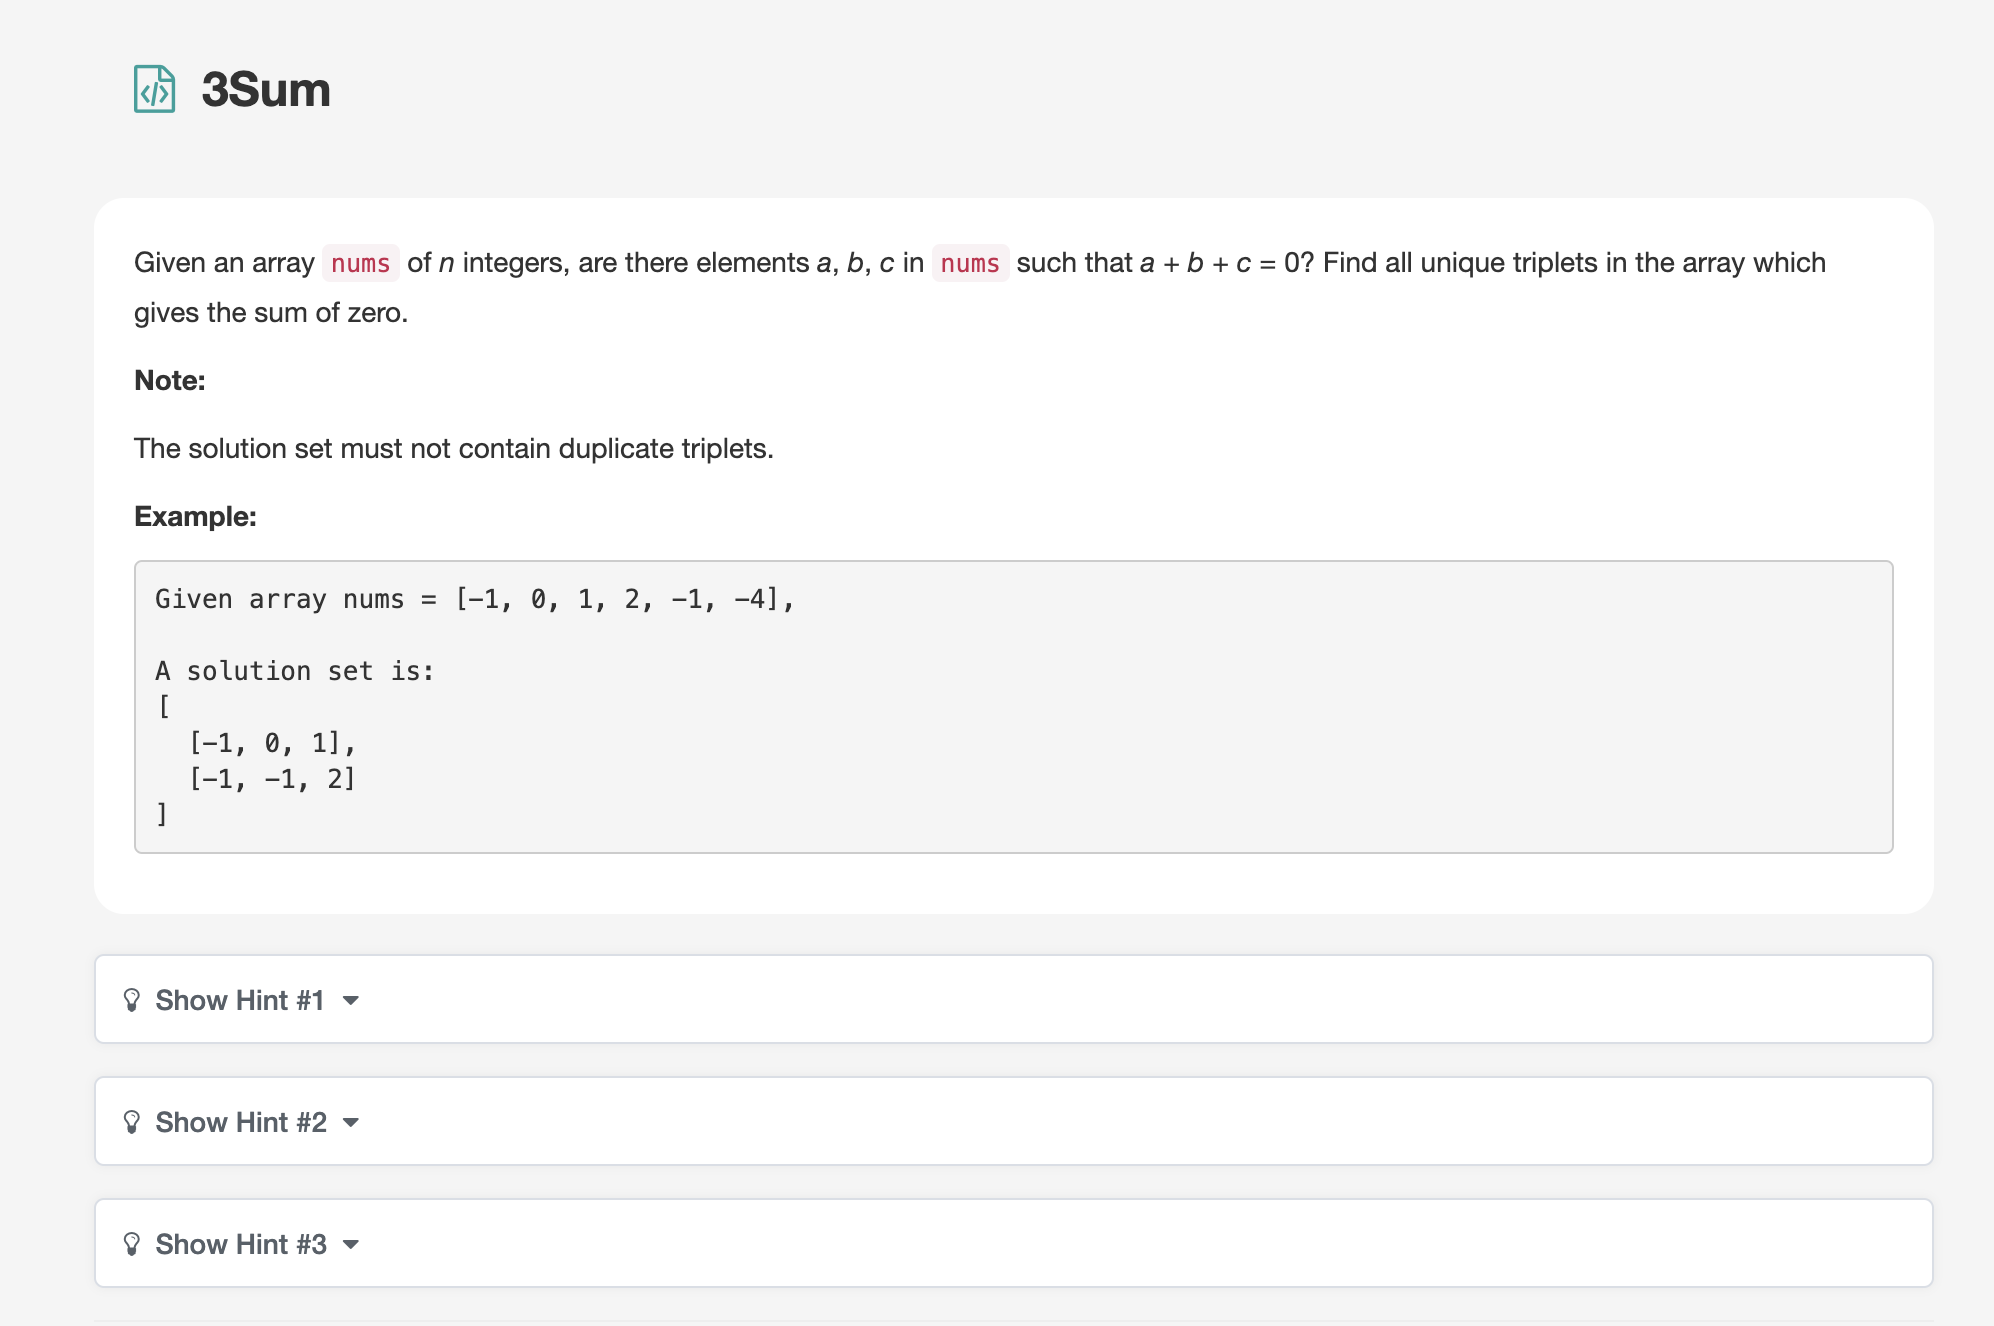 3Sum
Given an array nums of n integers, are there elements a, b, c in nums such that a + b + c = 0? Find all unique triplets in the array which
gives the sum of zero.
Note:
The solution set must not contain duplicate triplets.
Example:
Given array nums = [-1, 0, 1, 2, -1, -4],
A solution set is:
[
[-1, 0, 1],
[-1, -1, 2]
]
Show Hint #1
Show Hint #2
Show Hint #3